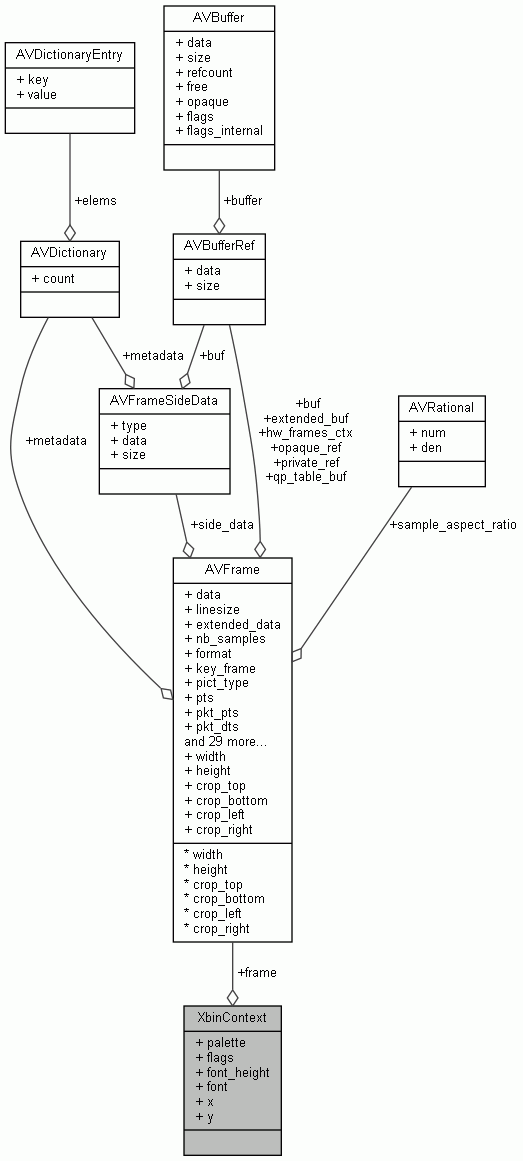 AVBuffer
+ data
+ size
+ refcount
+ free
+ opaque
+ flags
+ flags_internal
AVDictionaryEntry
+ key
+ value
+elems
+buffer
AVDictionary
+ count
AVBufferRef
+ data
+ size
+metadata
+buf
AVFrameSideData
+ type
+ data
+ size
+metadata
+buf
+extended_buf
+hw_frames_ctx
+opaque_ref
+private_ref
+qp_table_buf
AVRational
+ num
+ den
+side_data
+sample_aspect_ratio
AVFrame
+ data
+ linesize
+ extended_data
+ nb_samples
+ format
+ key_frame
+ pict_type
+ pts
+ pkt_pts
+ pkt_dts
and 29 more...
+ width
+ height
+ crop_top
+ crop_bottom
+ crop_left
+ crop_right
* width
* height
* crop_top
* crop_bottom
* crop_left
* crop_right
+frame
XbinContext
+ palette
+ flags
+ font_height
+ font
+ x
+ y